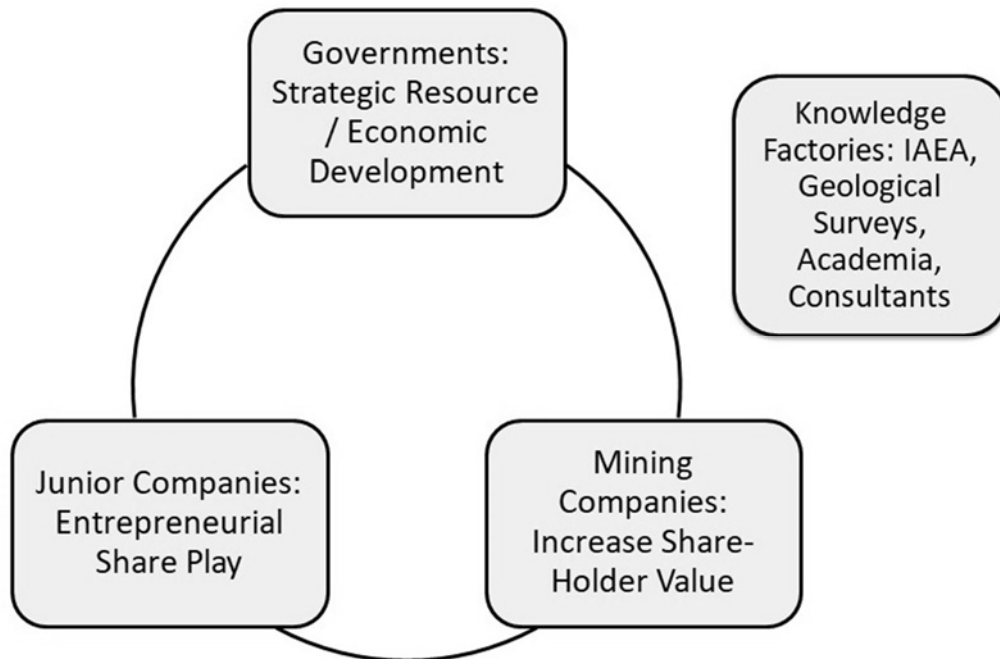 Governments:
Strategic Resource
/ Economic
Development
Knowledge
Factories: IAEA,
Geological
Surveys,
Academia,
Consultants
Junior Companies:
Entrepreneurial
Share Play
Mining
Companies:
Increase Share-
Holder Value